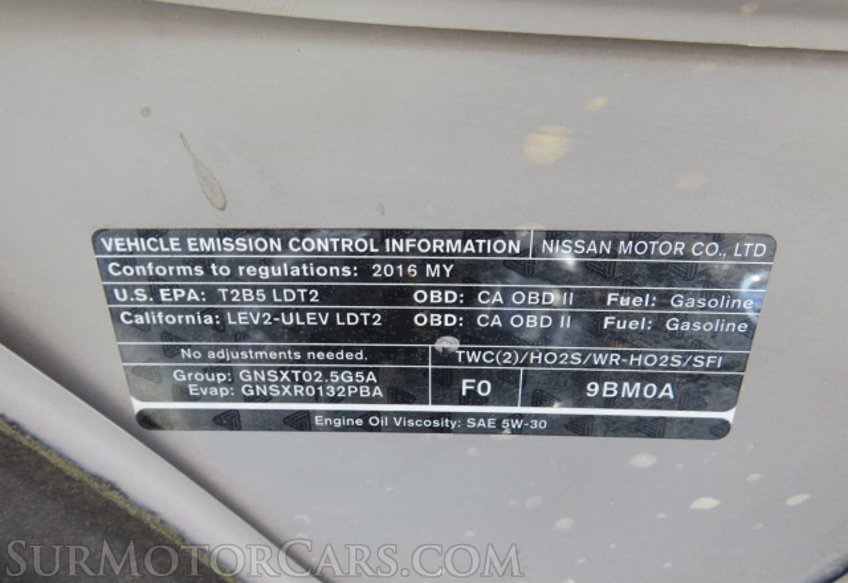 VEHICLE EMISSION CONTROL INFORMATION NISSAN MOTOR CO., LTD
Conforms to regulations: 2016 MY
U.S. EPA: T2B5 LDT2 OBD: CA OBD II Fuel: Gasoline
California: LEV2-ULEV LDT2 OBD: CA OBD II Fuel: Gasoline
No adjustments needed. TWC(2)/HO2S/WR-HO2S/SFI
Group: GNSXT02.5G5A
Evap: GNSXR0132PBA
F0 9BM0A
Engine Oil Viscosity: SAE 5W-30
SurMotorCars.com